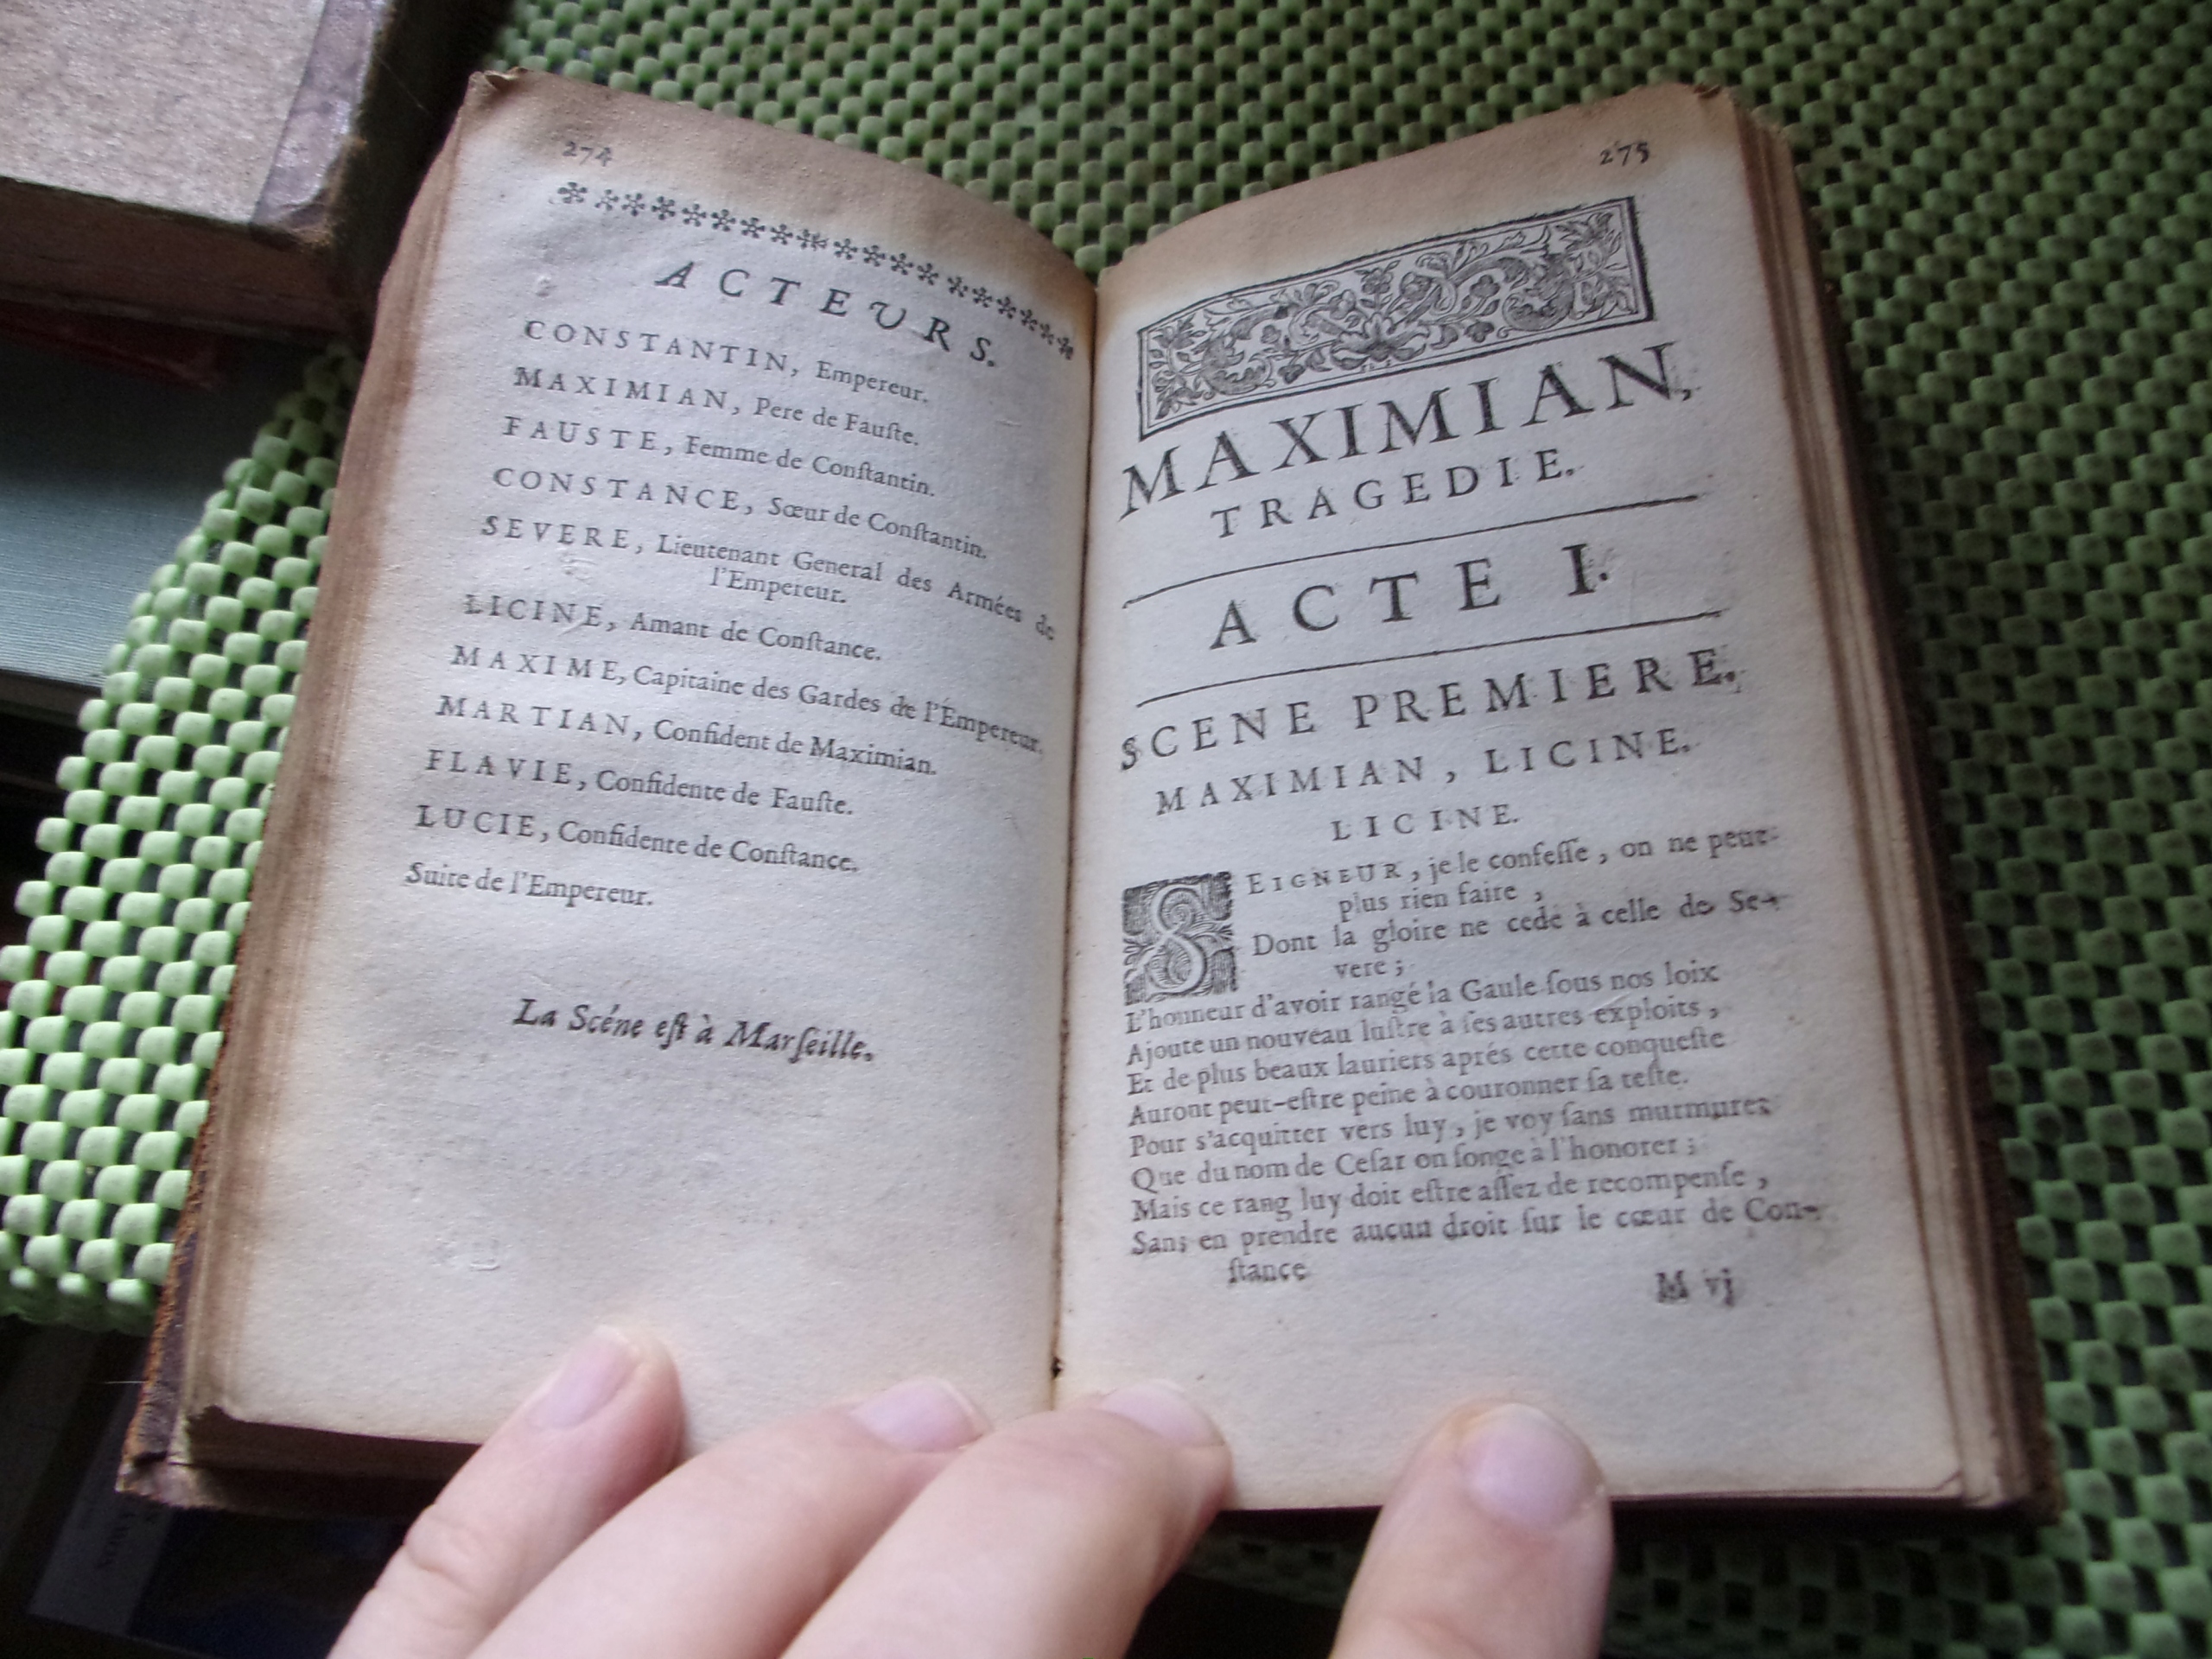 274
ACTEURS.
CONSTANTIN, Empereur.
MAXIMIAN, Pere de Fauſte.
FAUSTE, Femme de Conſtantin.
CONSTANCE, Sœur de Conſtantin.
SEVERE, Lieutenant General des Armées de
l'Empereur.
LICINE, Amant de Conſtance.
MAXIME, Capitaine des Gardes de l'Empereur.
MARTIAN, Confident de Maximian.
FLAVIE, Confidente de Fauſte.
LUCIE, Confidente de Conſtance.
Suite de l'Empereur.
La Scéne eſt à Marſeille.
275
MAXIMIAN,
TRAGEDIE.
ACTE I.
SCENE PREMIERE.
MAXIMIAN, LICINE.
LICINE.
SEIGNEUR, je le confeſſe, on ne peut
plus rien faire,
Dont la gloire ne cede à celle de Se-
vere;
L'honneur d'avoir rangé la Gaule ſous nos loix
Ajoute un nouveau luſtre à ſes autres exploits,
Et de plus beaux lauriers aprés cette conqueſte
Auront peut-eſtre peine à couronner ſa teſte.
Pour s'acquitter vers luy, je voy ſans murmurer
Que du nom de Ceſar on ſonge à l'honorer;
Mais ce rang luy doit eſtre aſſez de recompenſe,
Sans en prendre aucun droit ſur le cœur de Con-
ſtance
M vj